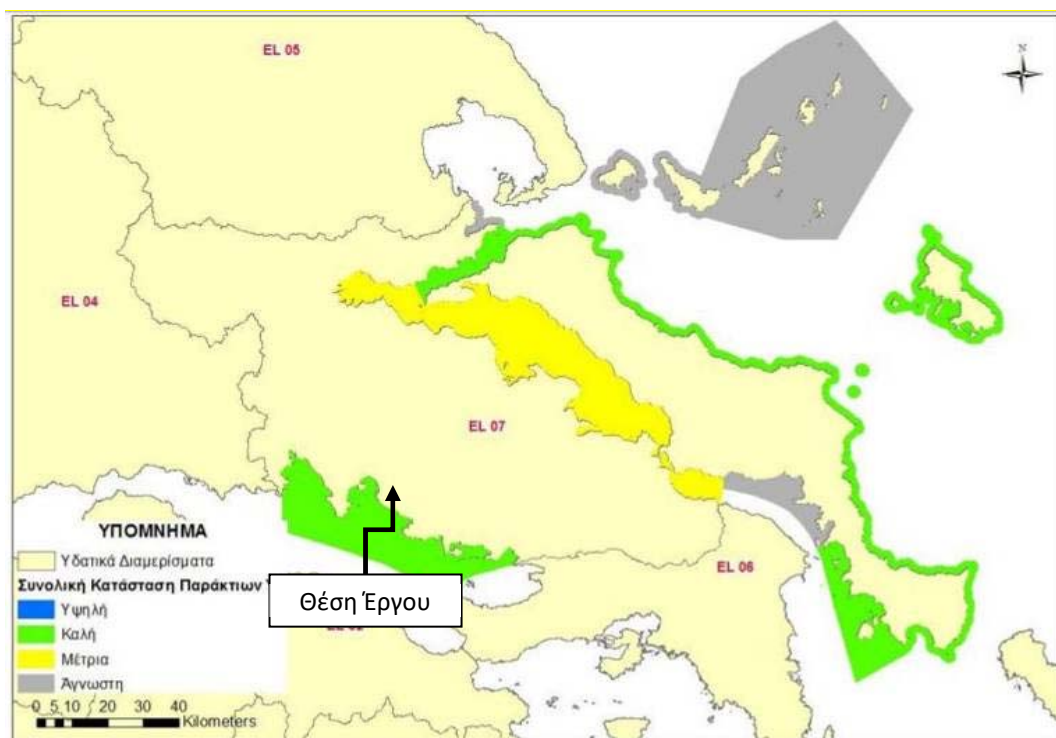 EL 05
N
EL 04
EL 07
EL 06
ΥΠΟΜΝΗΜΑ
Υδατικά Διαμερίσματα
Συνολική Κατάσταση Παράκτιων
Υψηλή
Καλή
Μέτρια
Άγνωστη
0 5 10 20 30 40
Kilometers
Θέση Έργου